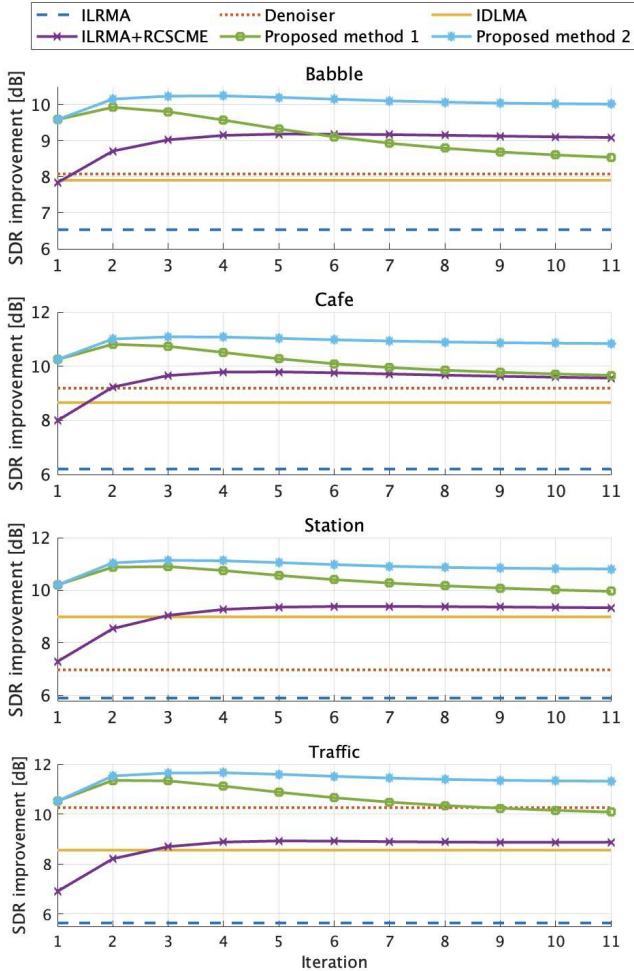 ILRMA Denoiser IDLMA
ILRMA+RCSCME Proposed method 1 Proposed method 2
Babble
SDR improvement [dB]
10
9
8
7
6
1 2 3 4 5 6 7 8 9 10 11
Cafe
SDR improvement [dB]
12
10
8
6
1 2 3 4 5 6 7 8 9 10 11
Station
SDR improvement [dB]
12
10
8
6
1 2 3 4 5 6 7 8 9 10 11
Traffic
SDR improvement [dB]
12
10
8
6
1 2 3 4 5 6 7 8 9 10 11
Iteration